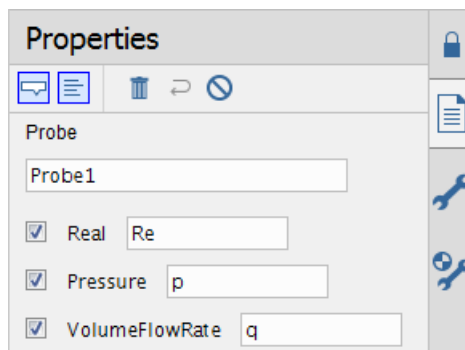 Properties
Probe
Probe1
Real Re
Pressure p
VolumeFlowRate q